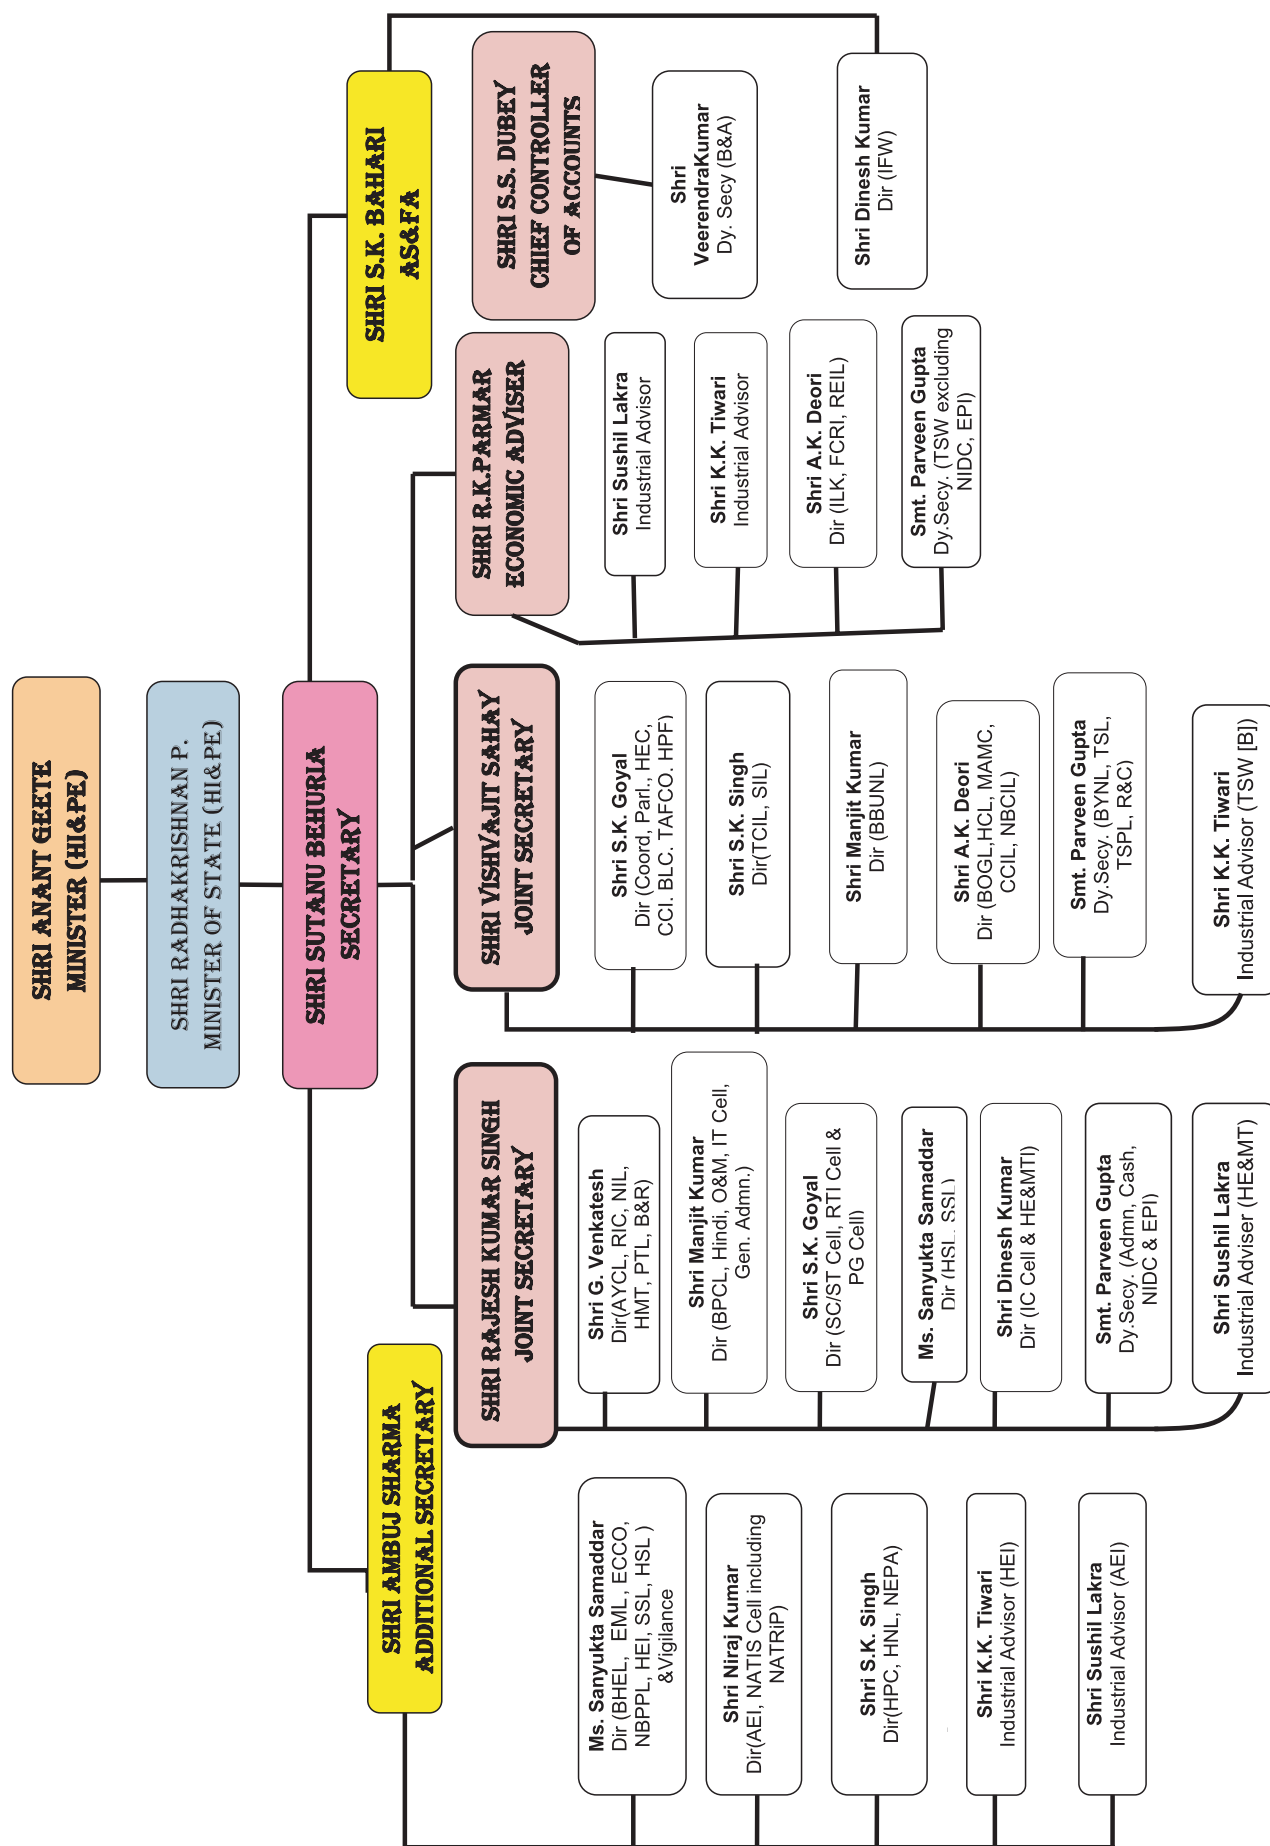 SHRI ANANT GEETE
MINISTER (HI&PE)
SHRI RADHAKRISHNAN P.
MINISTER OF STATE (HI&PE)
SHRI SUTANU BEHURIA
SECRETARY
SHRI AMBUJ SHARMA
ADDITIONAL SECRETARY
Ms. Sanyukta Samaddar
Dir (BHEL, EML, ECCO,
NBPPL, HEI, SSL, HSL )
&Vigilance
Shri Niraj Kumar
Dir(AEI, NATIS Cell including
NATRiP)
Shri S.K. Singh
Dir(HPC, HNL, NEPA)
Shri K.K. Tiwari
Industrial Advisor (HEI)
Shri Sushil Lakra
Industrial Advisor (AEI)
SHRI RAJESH KUMAR SINGH
JOINT SECRETARY
Shri G. Venkatesh
Dir(AYCL, RIC, NIL,
HMT, PTL, B&R)
Shri Manjit Kumar
Dir (BPCL, Hindi, O&M, IT Cell,
Gen. Admn.)
Shri S.K. Goyal
Dir (SC/ST Cell, RTI Cell &
PG Cell)
Ms. Sanyukta Samaddar
Dir (HSL, SSL)
Shri Dinesh Kumar
Dir (IC Cell & HE&MTI)
Smt. Parveen Gupta
Dy.Secy. (Admn, Cash,
NIDC & EPI)
Shri Sushil Lakra
Industrial Adviser (HE&MT)
SHRI VISHVAJIT SAHAY
JOINT SECRETARY
Shri S.K. Goyal
Dir (Coord, Parl., HEC,
CCI. BLC. TAFCO. HPF)
Shri S.K. Singh
Dir(TCIL, SIL)
Shri Manjit Kumar
Dir (BBUNL)
Shri A.K. Deori
Dir (BOGL,HCL, MAMC,
CCIL, NBCIL)
Smt. Parveen Gupta
Dy.Secy. (BYNL, TSL,
TSPL, R&C)
Shri K.K. Tiwari
Industrial Advisor (TSW [B])
SHRI R.K.PARMAR
ECONOMIC ADVISER
Shri Sushil Lakra
Industrial Advisor
Shri K.K. Tiwari
Industrial Advisor
Shri A.K. Deori
Dir (ILK, FCRI, REIL)
Smt. Parveen Gupta
Dy.Secy. (TSW excluding
NIDC, EPI)
SHRI S.K. BAHARI
AS&FA
SHRI S.S. DUBEY
CHIEF CONTROLLER
OF ACCOUNTS
Shri
VeerendraKumar
Dy. Secy (B&A)
Shri Dinesh Kumar
Dir (IFW)